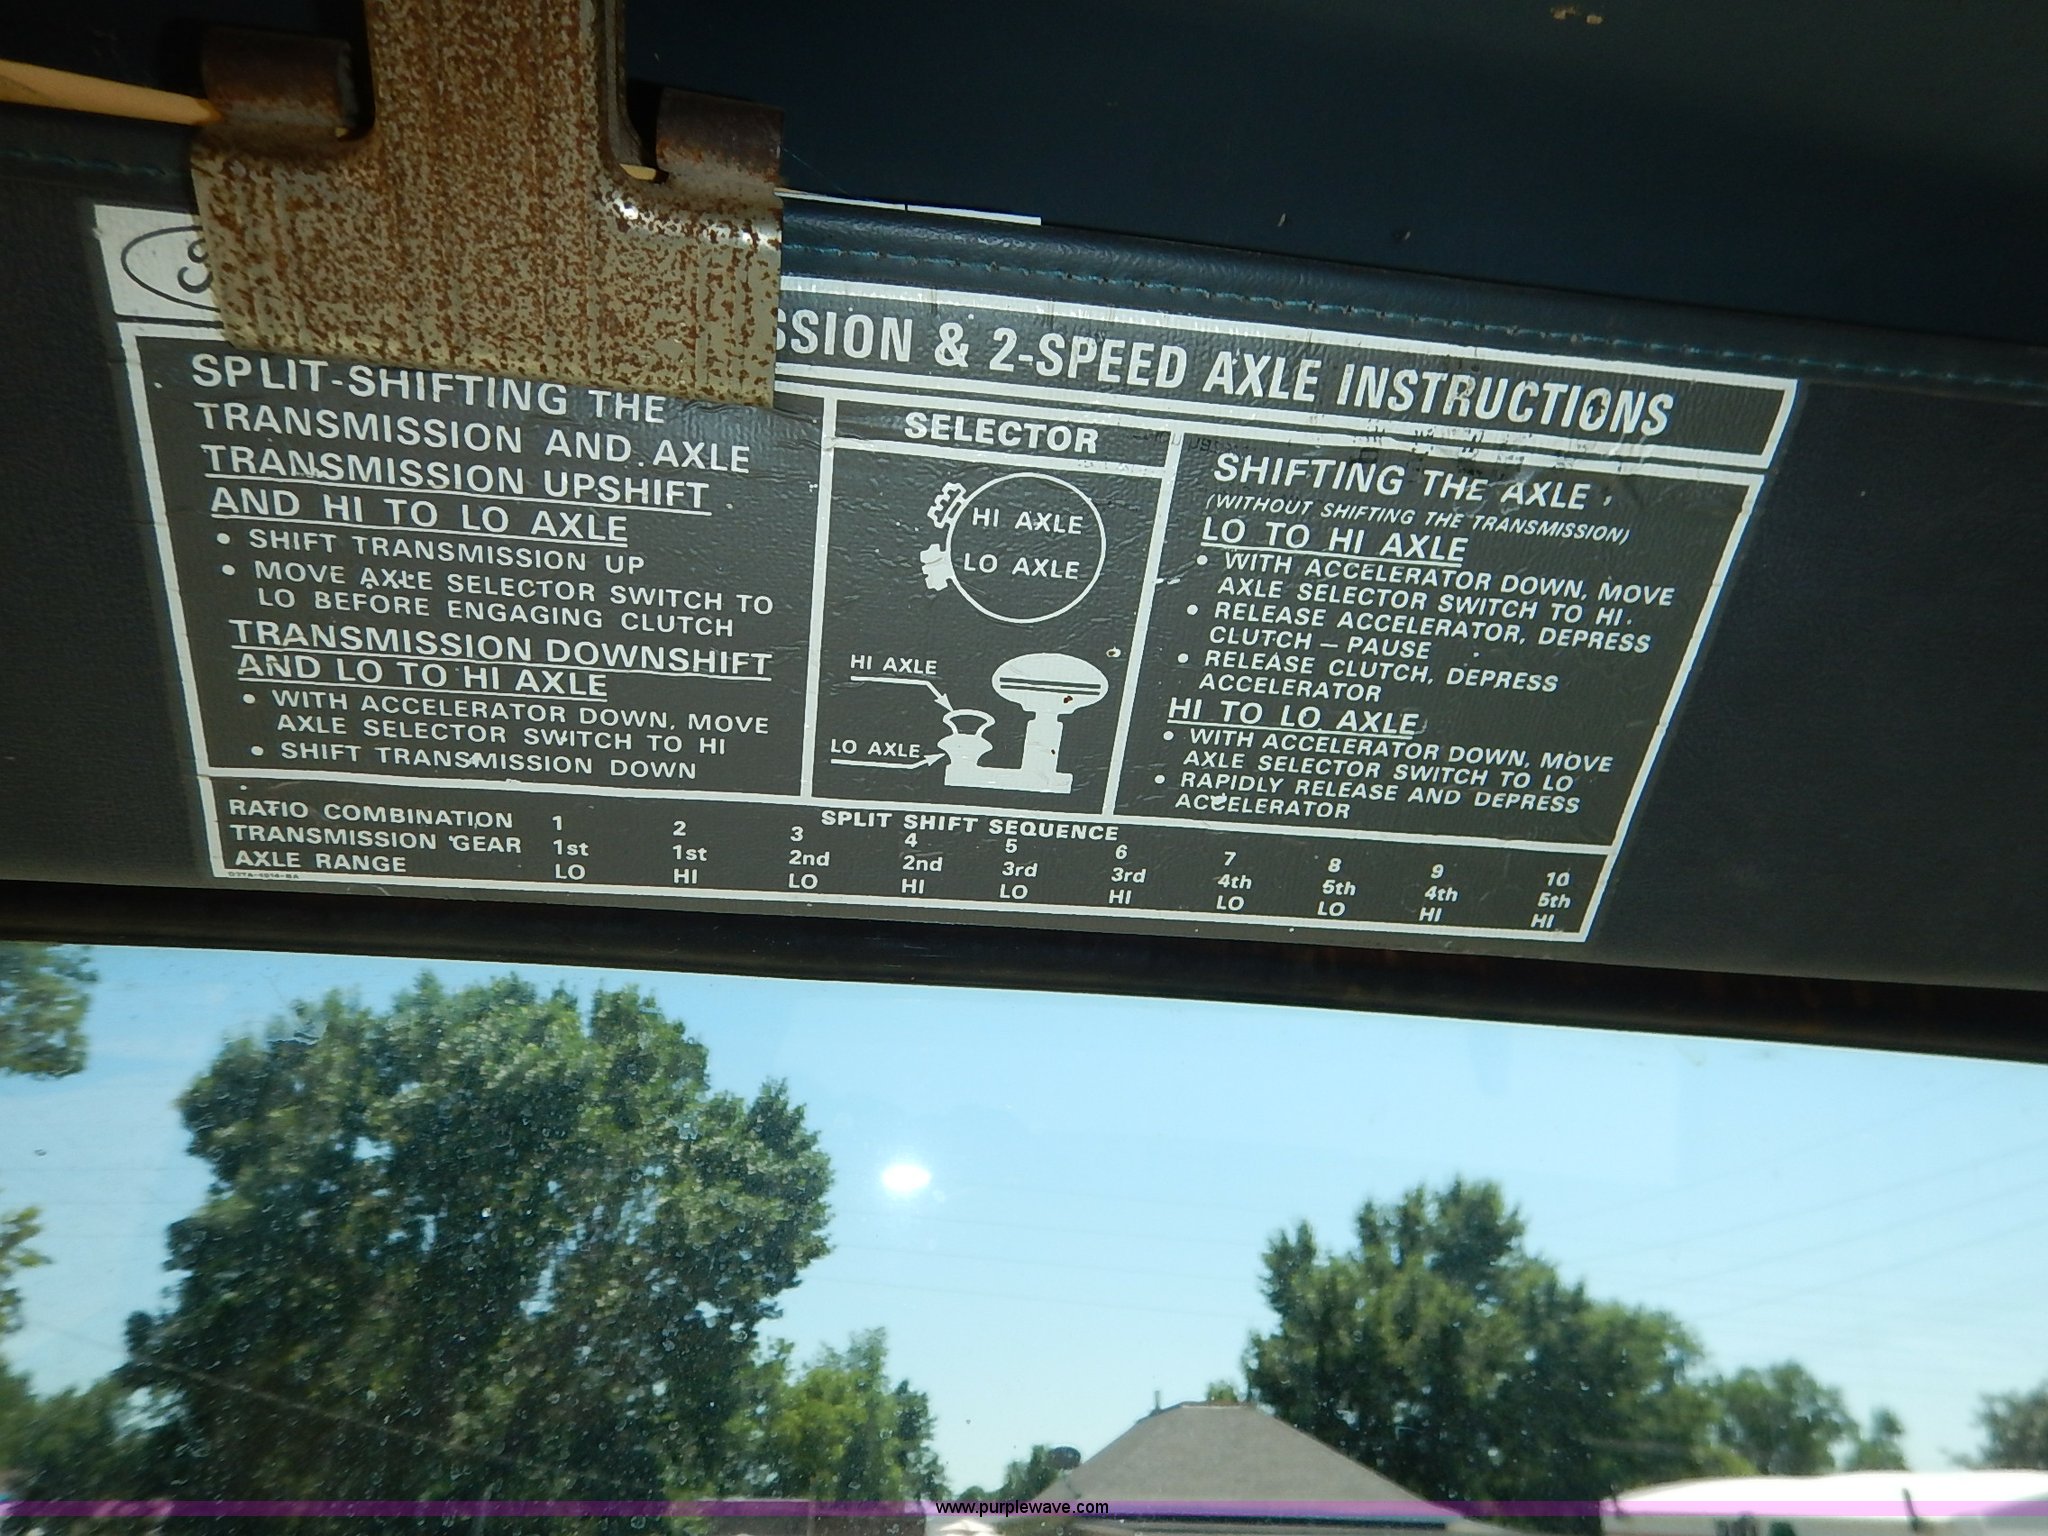 SSION & 2-SPEED AXLE INSTRUCTIONS
SPLIT-SHIFTING THE
TRANSMISSION AND AXLE
TRANSMISSION UPSHIFT
AND HI TO LO AXLE
• SHIFT TRANSMISSION UP
• MOVE AXLE SELECTOR SWITCH TO
LO BEFORE ENGAGING CLUTCH
TRANSMISSION DOWNSHIFT
AND LO TO HI AXLE
• WITH ACCELERATOR DOWN, MOVE
AXLE SELECTOR SWITCH TO HI
• SHIFT TRANSMISSION DOWN
SELECTOR
HI AXLE
LO AXLE
HI AXLE
LO AXLE
SHIFTING THE AXLE
(WITHOUT SHIFTING THE TRANSMISSION)
LO TO HI AXLE
• WITH ACCELERATOR DOWN, MOVE
AXLE SELECTOR SWITCH TO HI.
• RELEASE ACCELERATOR, DEPRESS
CLUTCH — PAUSE
• RELEASE CLUTCH, DEPRESS
ACCELERATOR
HI TO LO AXLE
• WITH ACCELERATOR DOWN, MOVE
AXLE SELECTOR SWITCH TO LO
• RAPIDLY RELEASE AND DEPRESS
ACCELERATOR
SPLIT SHIFT SEQUENCE
RATIO COMBINATION 1 2 3 4 5 6 7 8 9 10
TRANSMISSION GEAR 1st 1st 2nd 2nd 3rd 3rd 4th 5th 4th 5th
AXLE RANGE LO HI LO HI LO HI LO LO HI HI
www.purplewave.com